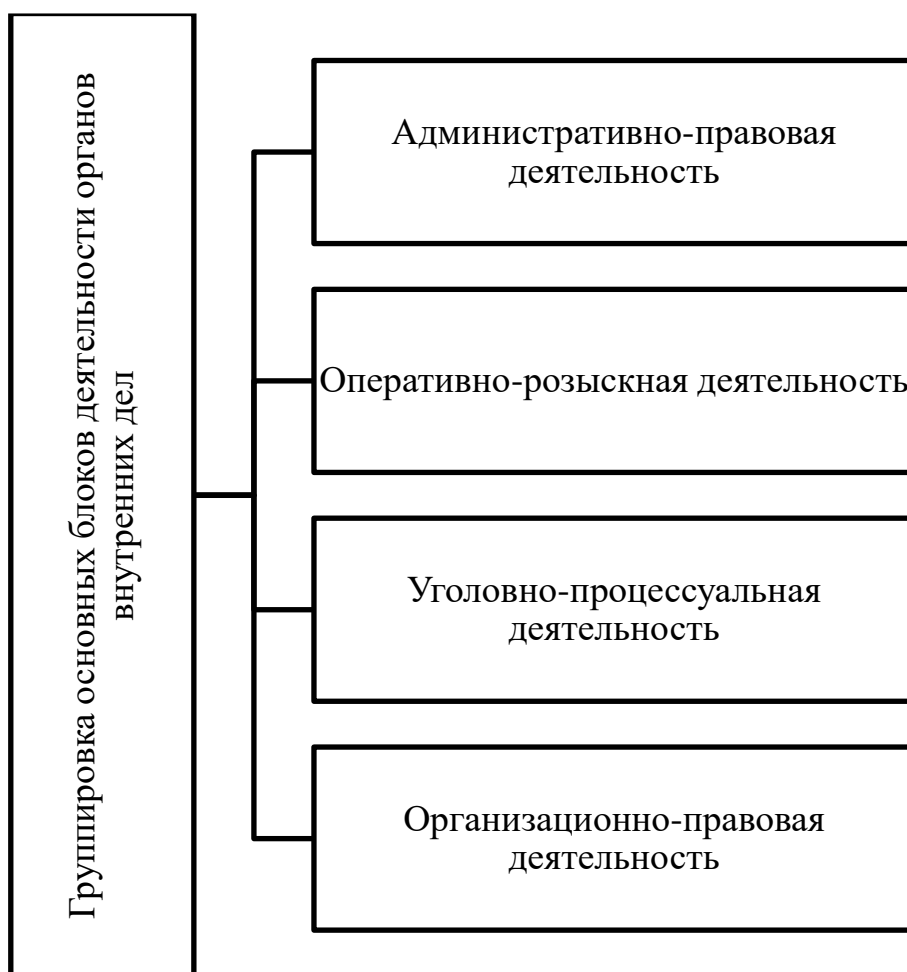 Группировка основных блоков деятельности органов
внутренних дел
Административно-правовая
деятельность
Оперативно-розыскная деятельность
Уголовно-процессуальная
деятельность
Организационно-правовая
деятельность